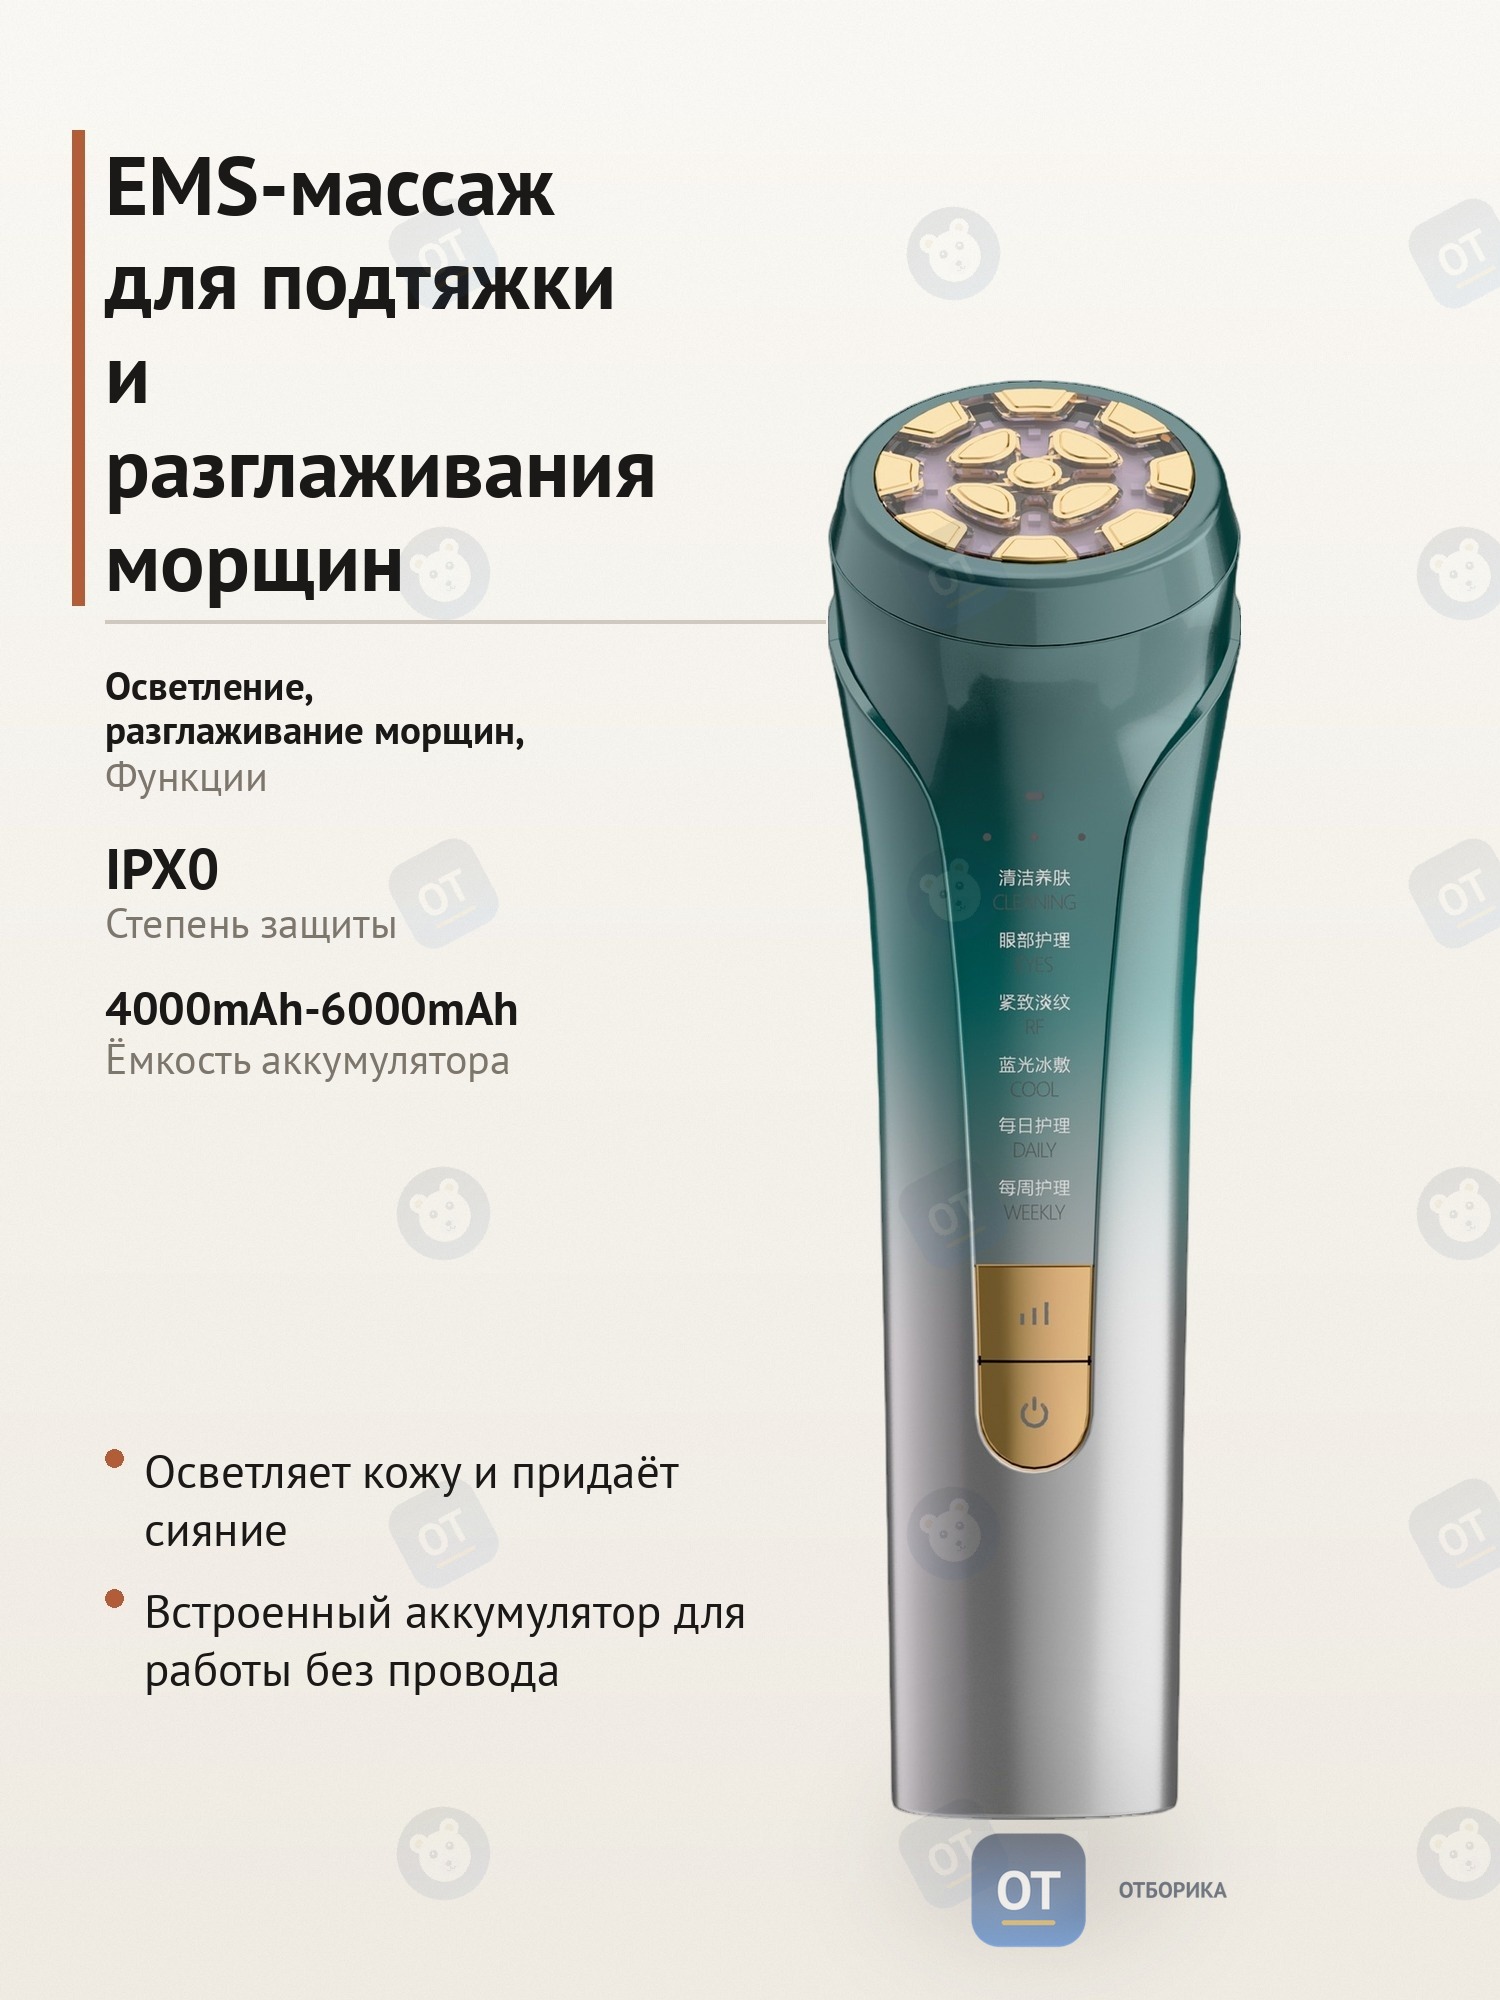 EMS-массаж
для подтяжки
и
разглаживания
морщин
Осветление,
разглаживание морщин,
Функции
IPX0
Степень защиты
4000mAh-6000mAh
Ёмкость аккумулятора
Осветляет кожу и придаёт
сияние
Встроенный аккумулятор для
работы без провода
清洁养肤
CLEANING
眼部护理
EYES
紧致淡纹
RF
蓝光冰敷
COOL
每日护理
DAILY
每周护理
WEEKLY
ОТ
ОТБОРИКА